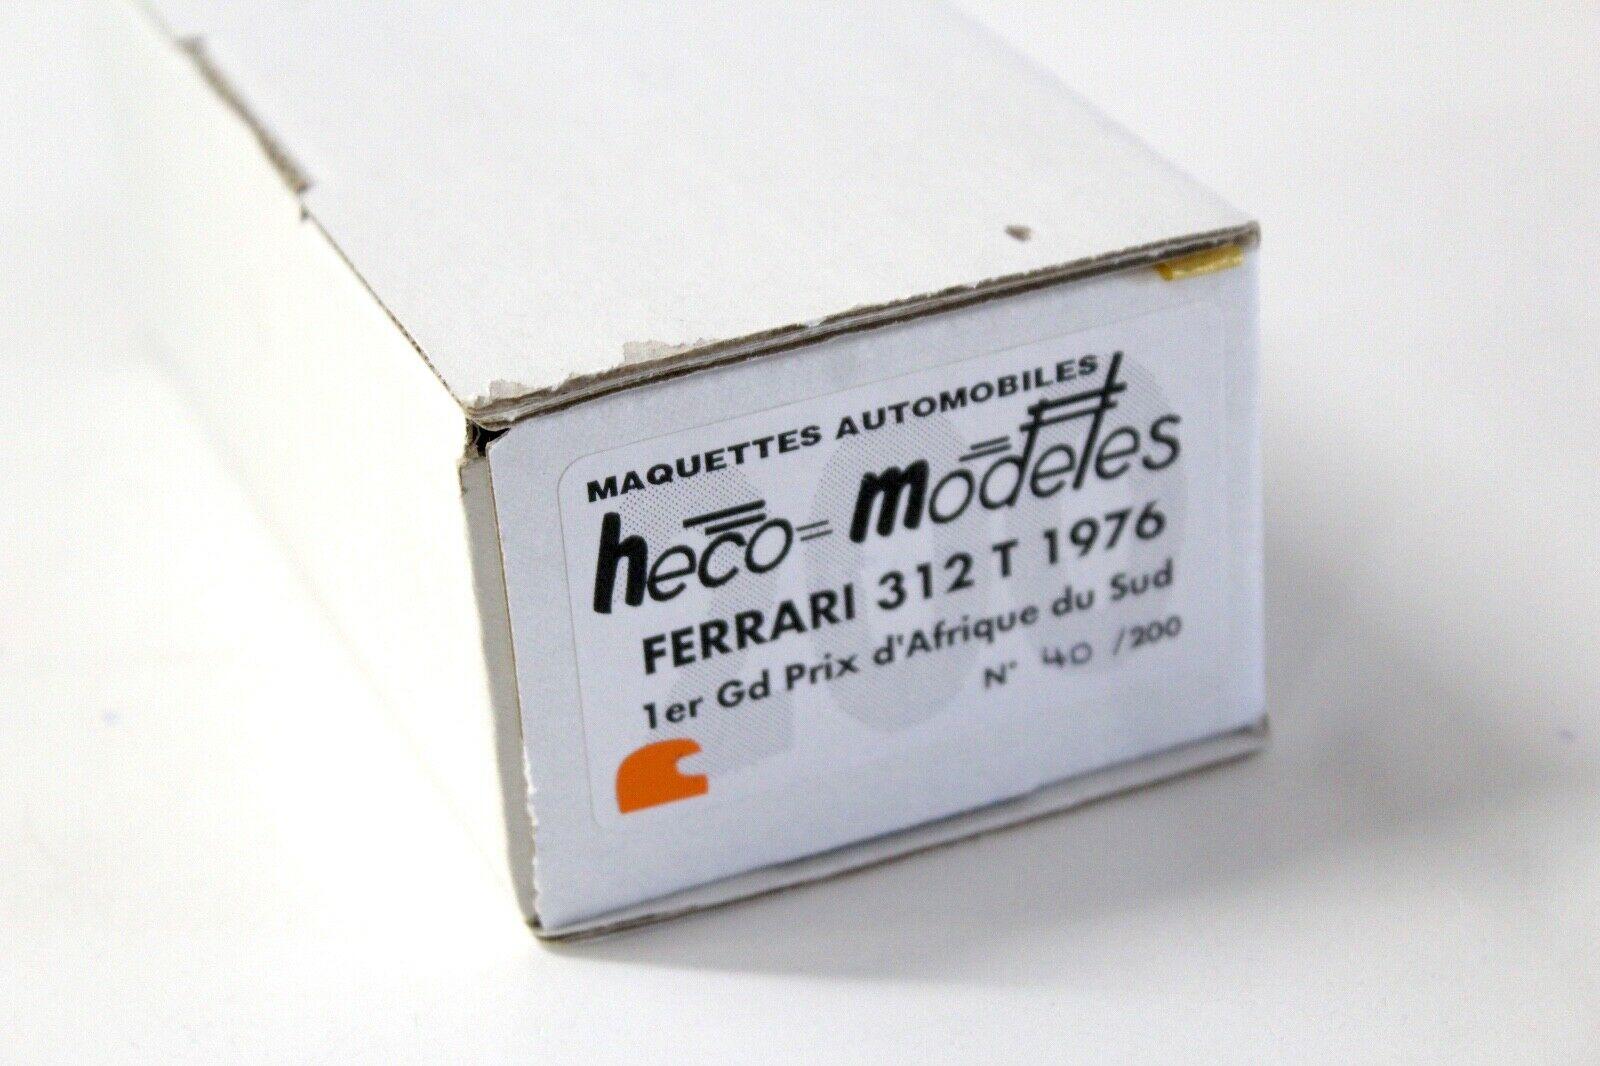 MAQUETTES AUTOMOBILES
heco=modeles
FERRARI 312 T 1976
1er Gd Prix d'Afrique du Sud
N° 40 /200